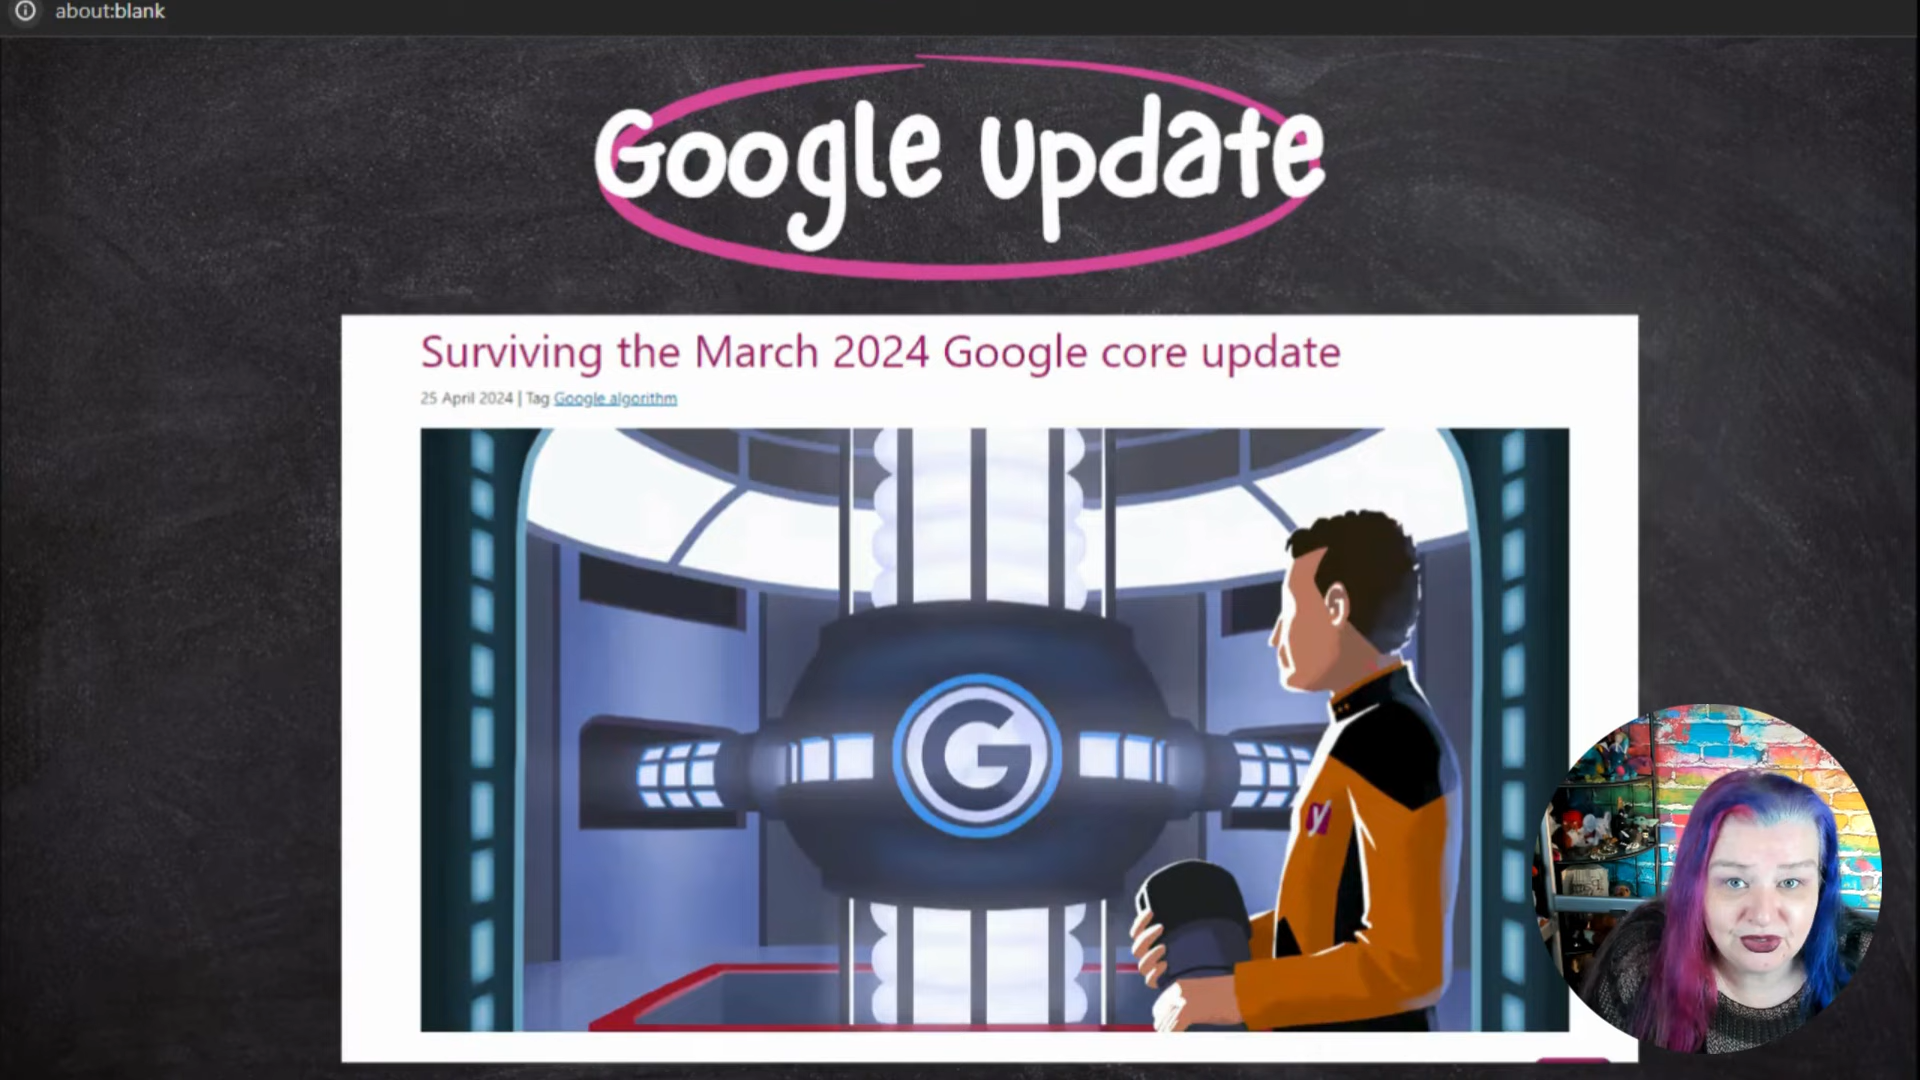 about:blank
Google update
Surviving the March 2024 Google core update
25 April 2024 | Tag Google algorithm
G
y